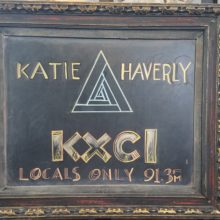 KATIE HAVERLY
KXCI
LOCALS ONLY 91.3FM